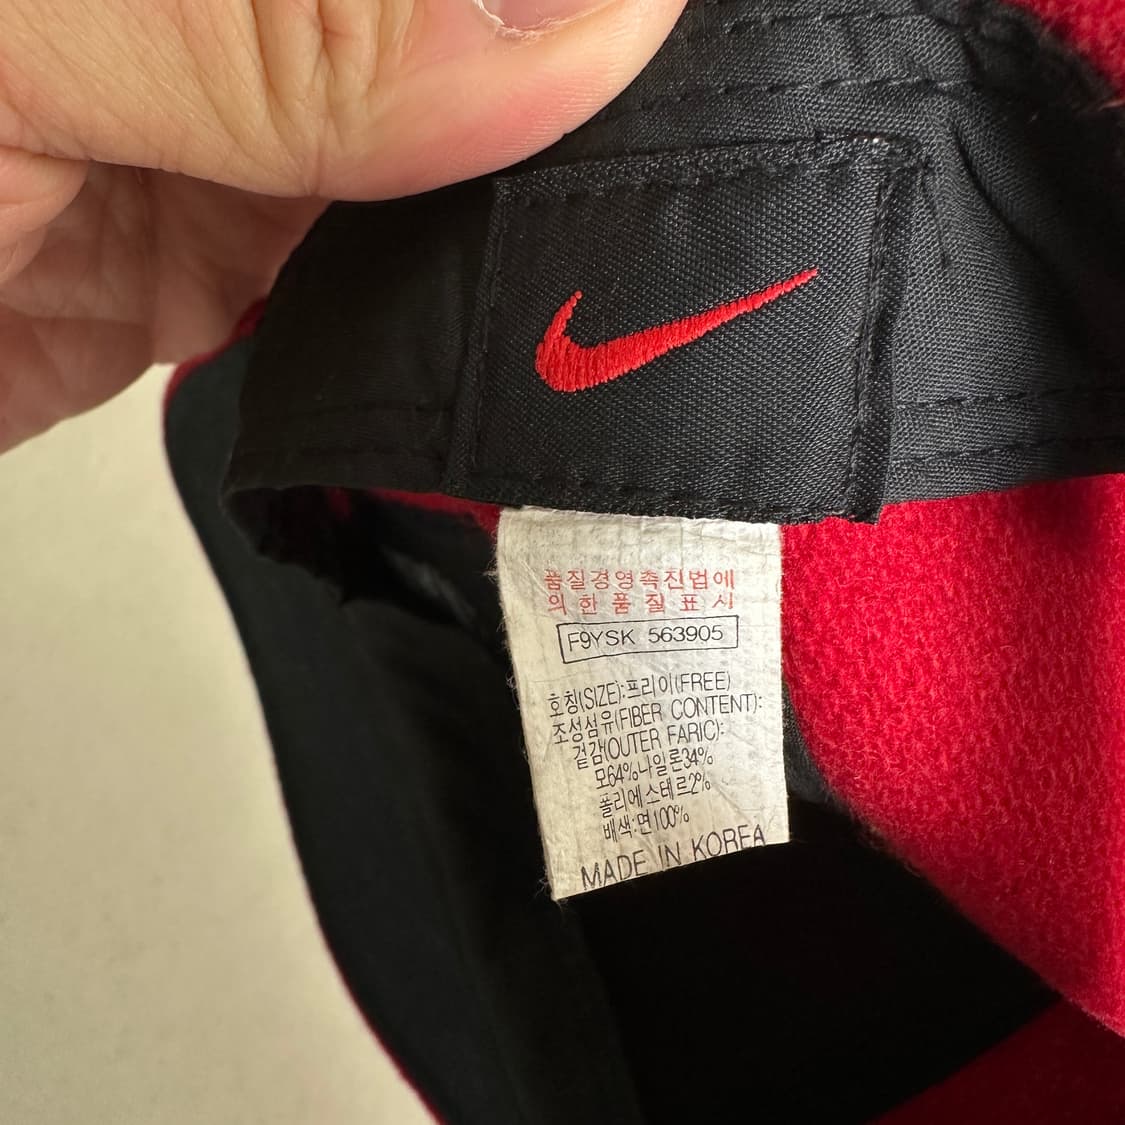 품질경영촉진법에
의한 품질표시
F9YSK 563905
호칭(SIZE):프리이(FREE)
조성섬유(FIBER CONTENT):
겉감(OUTER FARIC):
모64%나일론34%
폴리에스테르2%
배색:면100%
MADE IN KOREA